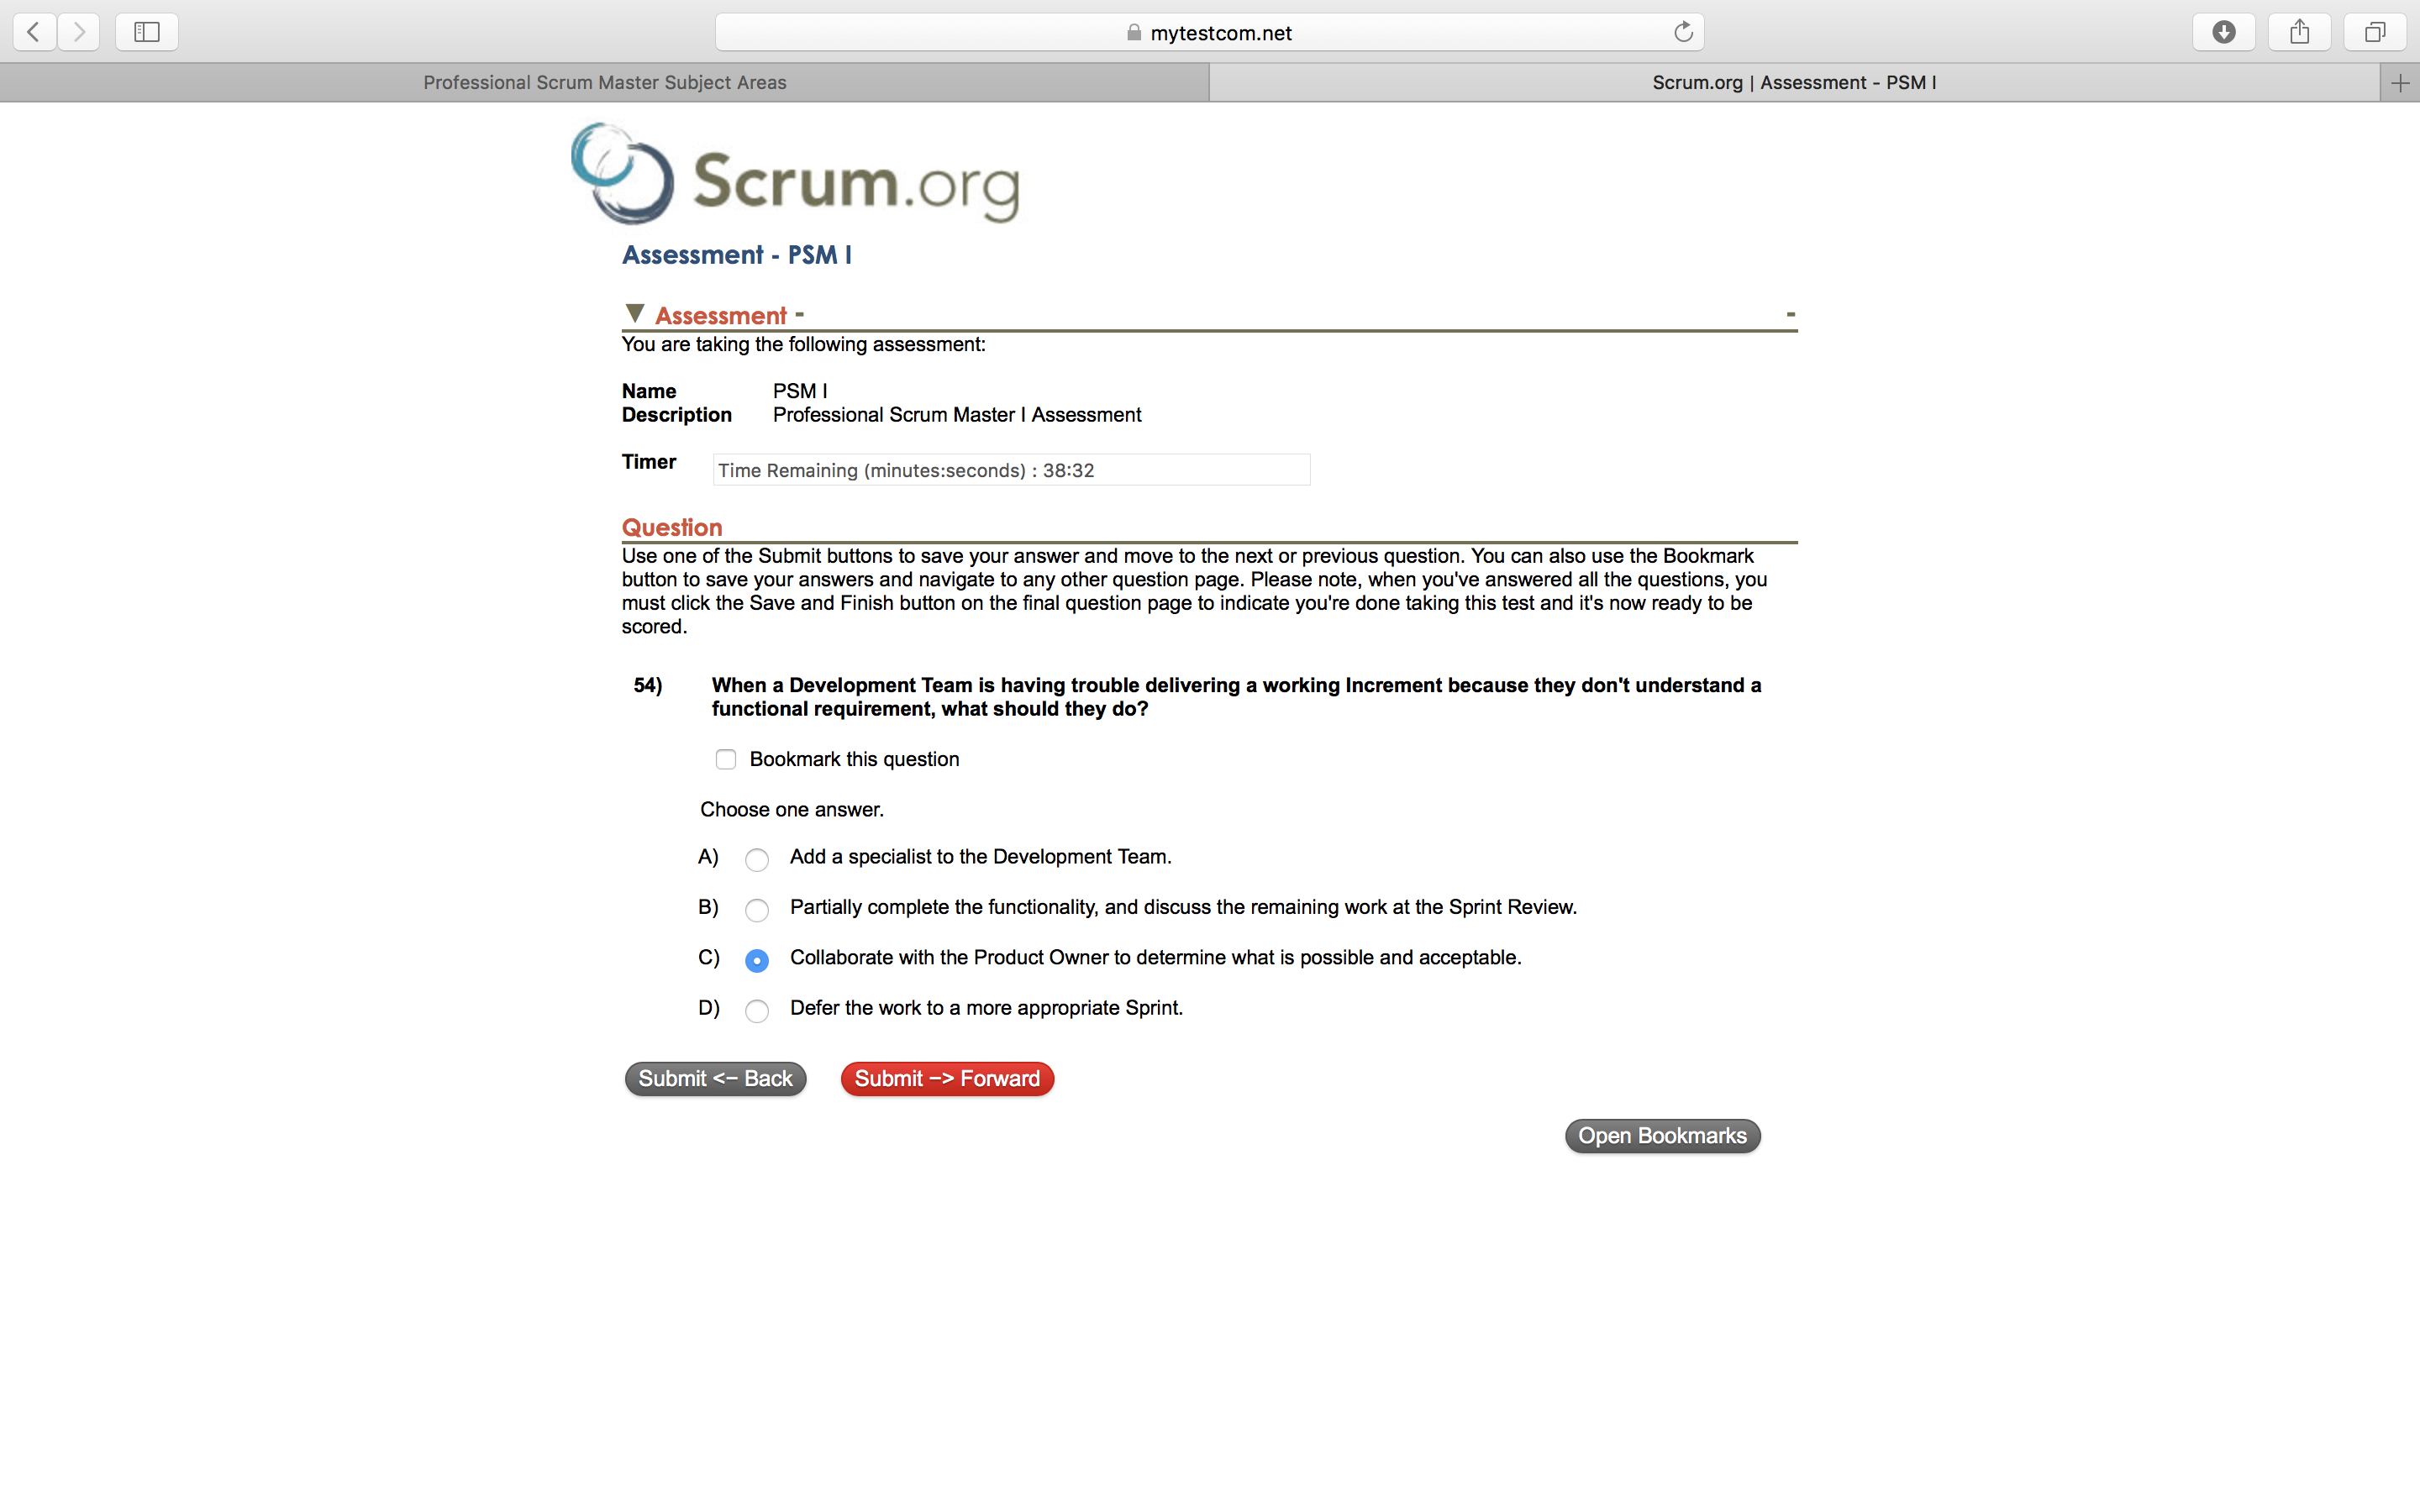 mytestcom.net
Professional Scrum Master Subject Areas
Scrum.org | Assessment - PSM I
Scrum.org
Assessment - PSM I
▼ Assessment - -
You are taking the following assessment:
Name PSM I
Description Professional Scrum Master I Assessment
Timer Time Remaining (minutes:seconds) : 38:32
Question
Use one of the Submit buttons to save your answer and move to the next or previous question. You can also use the Bookmark
button to save your answers and navigate to any other question page. Please note, when you've answered all the questions, you
must click the Save and Finish button on the final question page to indicate you're done taking this test and it's now ready to be
scored.
54) When a Development Team is having trouble delivering a working Increment because they don't understand a
functional requirement, what should they do?
Bookmark this question
Choose one answer.
A) Add a specialist to the Development Team.
B) Partially complete the functionality, and discuss the remaining work at the Sprint Review.
C) Collaborate with the Product Owner to determine what is possible and acceptable.
D) Defer the work to a more appropriate Sprint.
Submit <- Back Submit -> Forward
Open Bookmarks